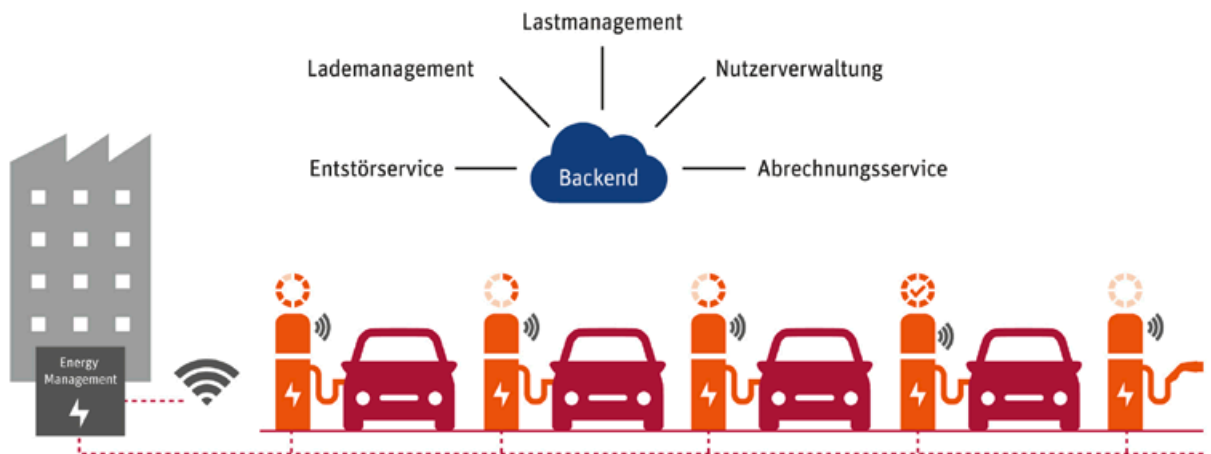 Lastmanagement
Lademanagement
Nutzerverwaltung
Entstörservice
Backend
Abrechnungsservice
Energy
Management